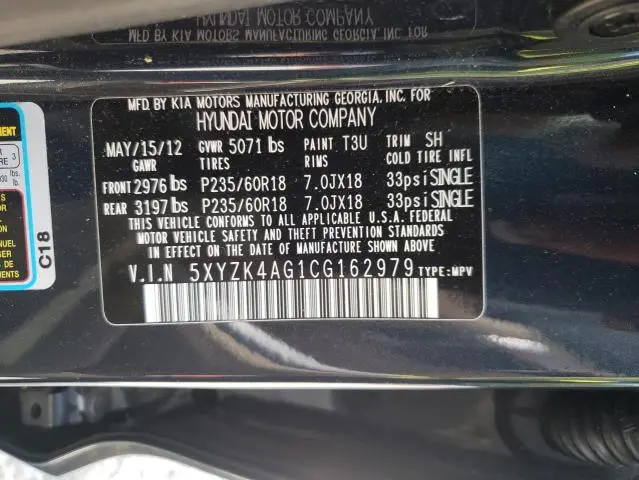 MFD. BY KIA MOTORS MANUFACTURING GEORGIA, INC. FOR
HYUNDAI MOTOR COMPANY
MAY/15/12 GVWR 5071 lbs PAINT T3U TRIM SH
GAWR TIRES RIMS COLD TIRE INFL
FRONT 2976 lbs P235/60R18 7.0JX18 33psi SINGLE
REAR 3197 lbs P235/60R18 7.0JX18 33psi SINGLE
THIS VEHICLE CONFORMS TO ALL APPLICABLE U.S.A. FEDERAL
MOTOR VEHICLE SAFETY AND THEFT PREVENTION STANDARDS
IN EFFECT ON THE DATE OF MANUFACTURE SHOWN ABOVE.
V.I.N 5XYZK4AG1CG162979 TYPE:MPV
C18
3
lbs.